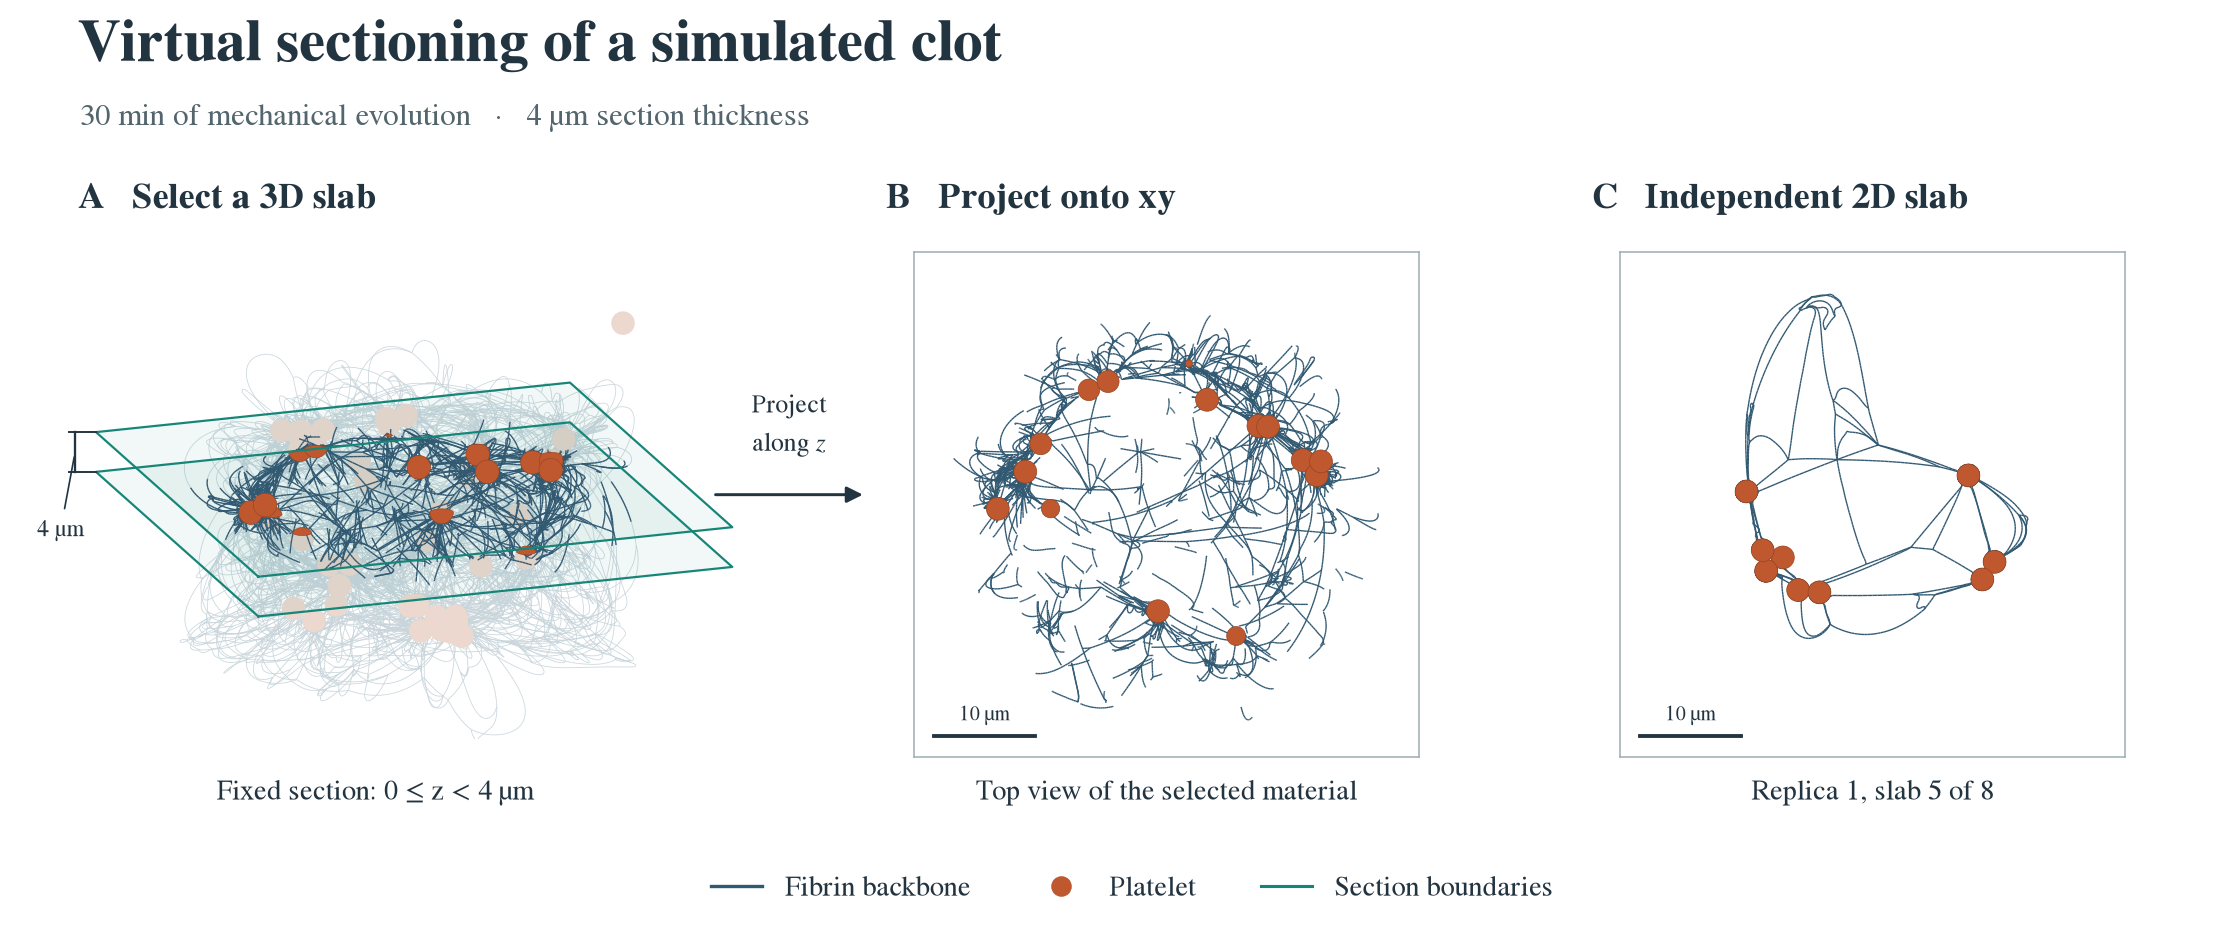 Virtual sectioning of a simulated clot
30 min of mechanical evolution · 4 µm section thickness
A Select a 3D slab
4 µm
Fixed section: 0 ≤ z < 4 µm
Project
along z
B Project onto xy
10 µm
Top view of the selected material
C Independent 2D slab
10 µm
Replica 1, slab 5 of 8
Fibrin backbone
Platelet
Section boundaries